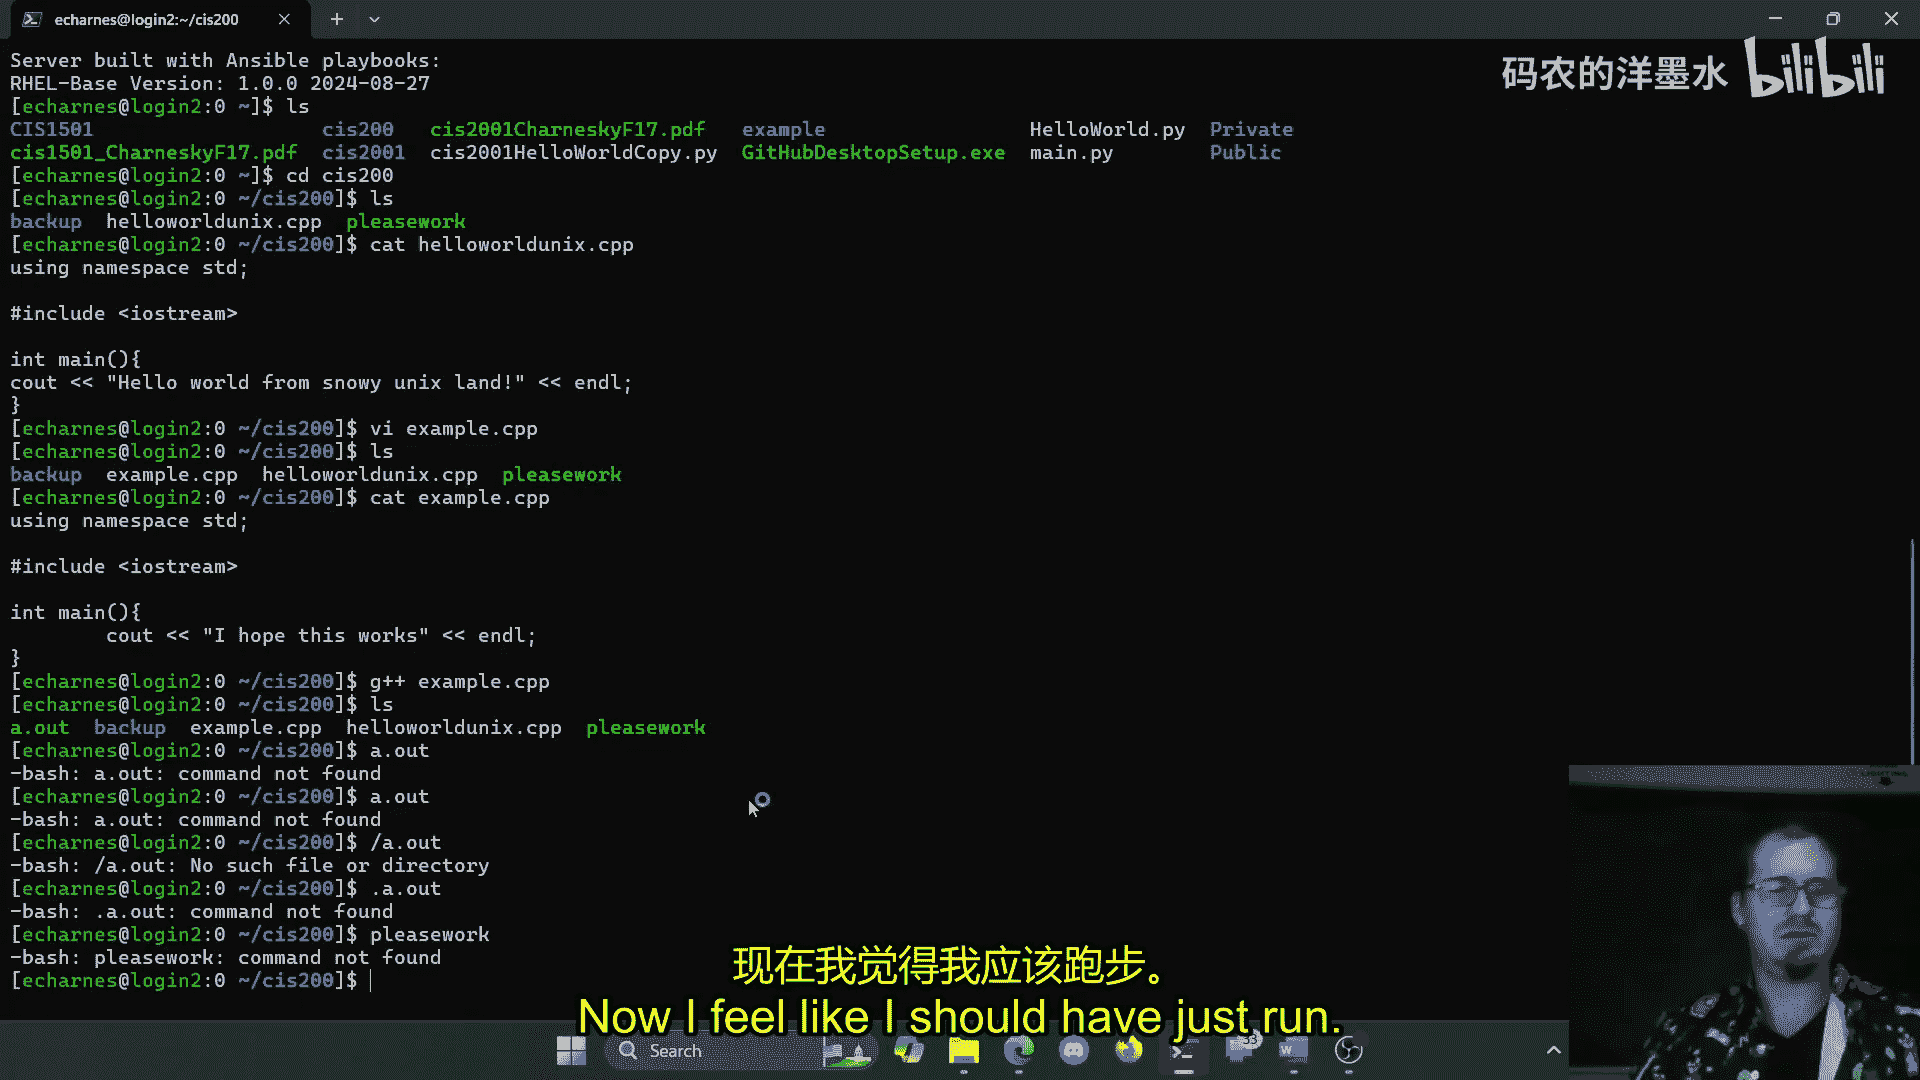 echarnes@login2:~/cis200
Server built with Ansible playbooks:
RHEL-Base Version: 1.0.0 2024-08-27
[echarnes@login2:0 ~]$ ls
CIS1501 cis200 cis2001CharneskyF17.pdf example HelloWorld.py Private
cis1501_CharneskyF17.pdf cis2001 cis2001HelloWorldCopy.py GitHubDesktopSetup.exe main.py Public
[echarnes@login2:0 ~]$ cd cis200
[echarnes@login2:0 ~/cis200]$ ls
backup helloworldunix.cpp pleasework
[echarnes@login2:0 ~/cis200]$ cat helloworldunix.cpp
using namespace std;
#include <iostream>
int main(){
cout << "Hello world from snowy unix land!" << endl;
}
[echarnes@login2:0 ~/cis200]$ vi example.cpp
[echarnes@login2:0 ~/cis200]$ ls
backup example.cpp helloworldunix.cpp pleasework
[echarnes@login2:0 ~/cis200]$ cat example.cpp
using namespace std;
#include <iostream>
int main(){
cout << "I hope this works" << endl;
}
[echarnes@login2:0 ~/cis200]$ g++ example.cpp
[echarnes@login2:0 ~/cis200]$ ls
a.out backup example.cpp helloworldunix.cpp pleasework
[echarnes@login2:0 ~/cis200]$ a.out
-bash: a.out: command not found
[echarnes@login2:0 ~/cis200]$ a.out
-bash: a.out: command not found
[echarnes@login2:0 ~/cis200]$ /a.out
-bash: /a.out: No such file or directory
[echarnes@login2:0 ~/cis200]$ .a.out
-bash: .a.out: command not found
[echarnes@login2:0 ~/cis200]$ pleasework
-bash: pleasework: command not found
[echarnes@login2:0 ~/cis200]$
码农的洋墨水 bilibili
现在我觉得我应该跑步。
Now I feel like I should have just run.
Search
33